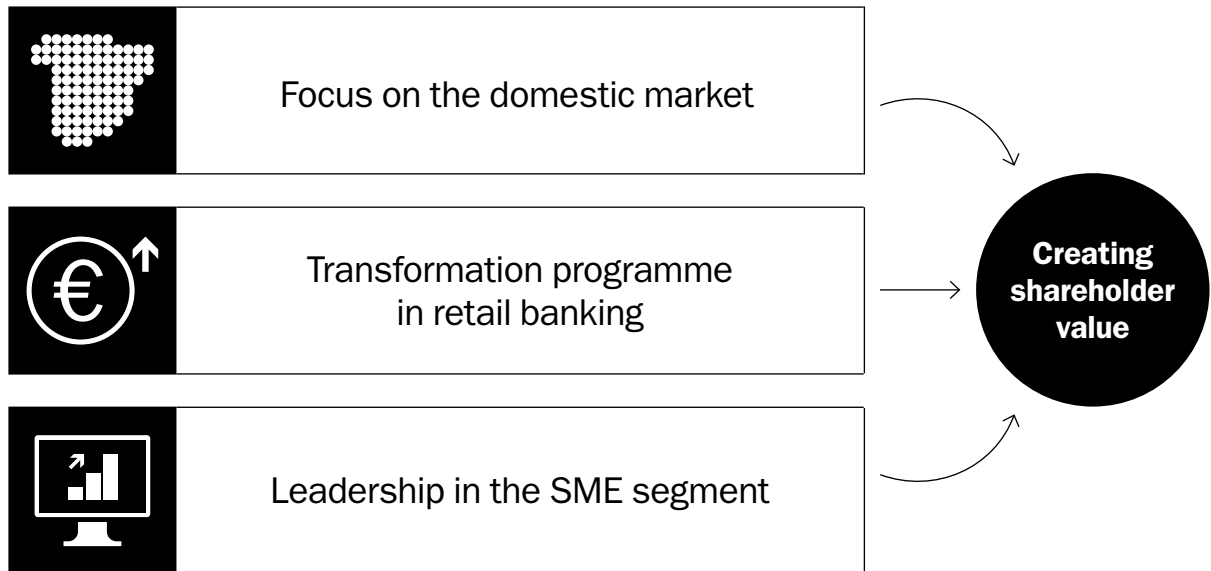 Focus on the domestic market
Transformation programme
in retail banking
Leadership in the SME segment
Creating
shareholder
value
€